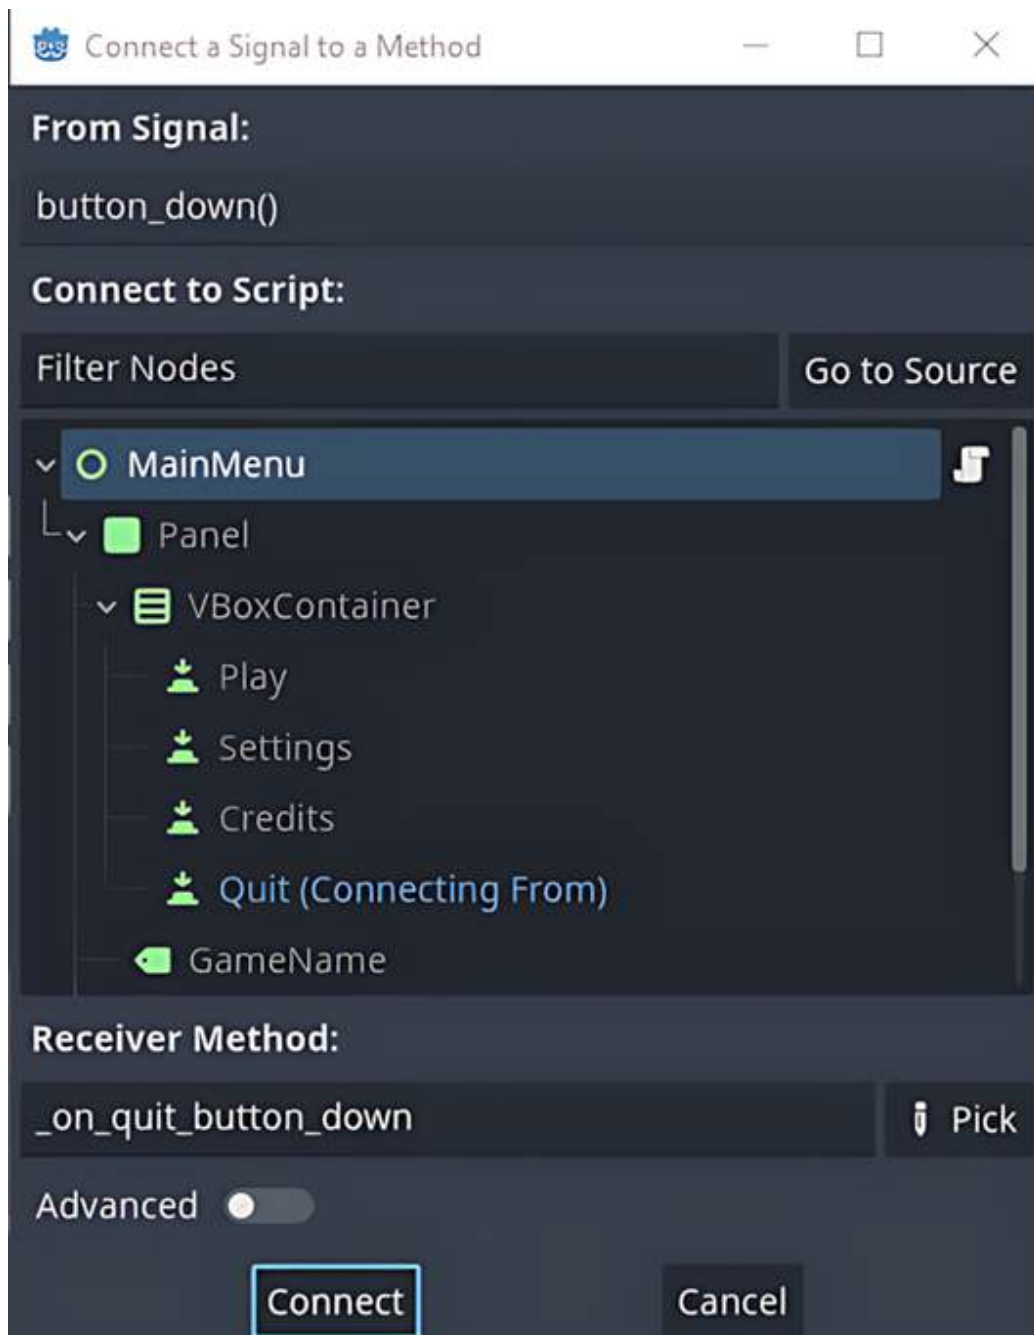 Connect a Signal to a Method
From Signal:
button_down()
Connect to Script:
Filter Nodes Go to Source
MainMenu
Panel
VBoxContainer
Play
Settings
Credits
Quit (Connecting From)
GameName
Receiver Method:
_on_quit_button_down Pick
Advanced
Connect Cancel